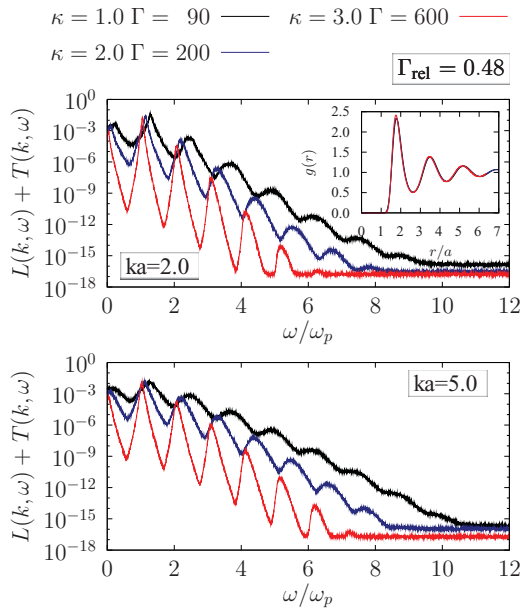 κ = 1.0 Γ = 90
κ = 3.0 Γ = 600
κ = 2.0 Γ = 200
Γrel = 0.48
L(k, ω) + T(k, ω)
10^0
10^-3
10^-6
10^-9
10^-12
10^-15
10^-18
ka=2.0
g(r)
2.5
2.0
1.5
1.0
0.5
0.0
0 1 2 3 4 5 6 7
r/a
0 2 4 6 8 10 12
ω/ωp
L(k, ω) + T(k, ω)
10^0
10^-3
10^-6
10^-9
10^-12
10^-15
10^-18
ka=5.0
0 2 4 6 8 10 12
ω/ωp